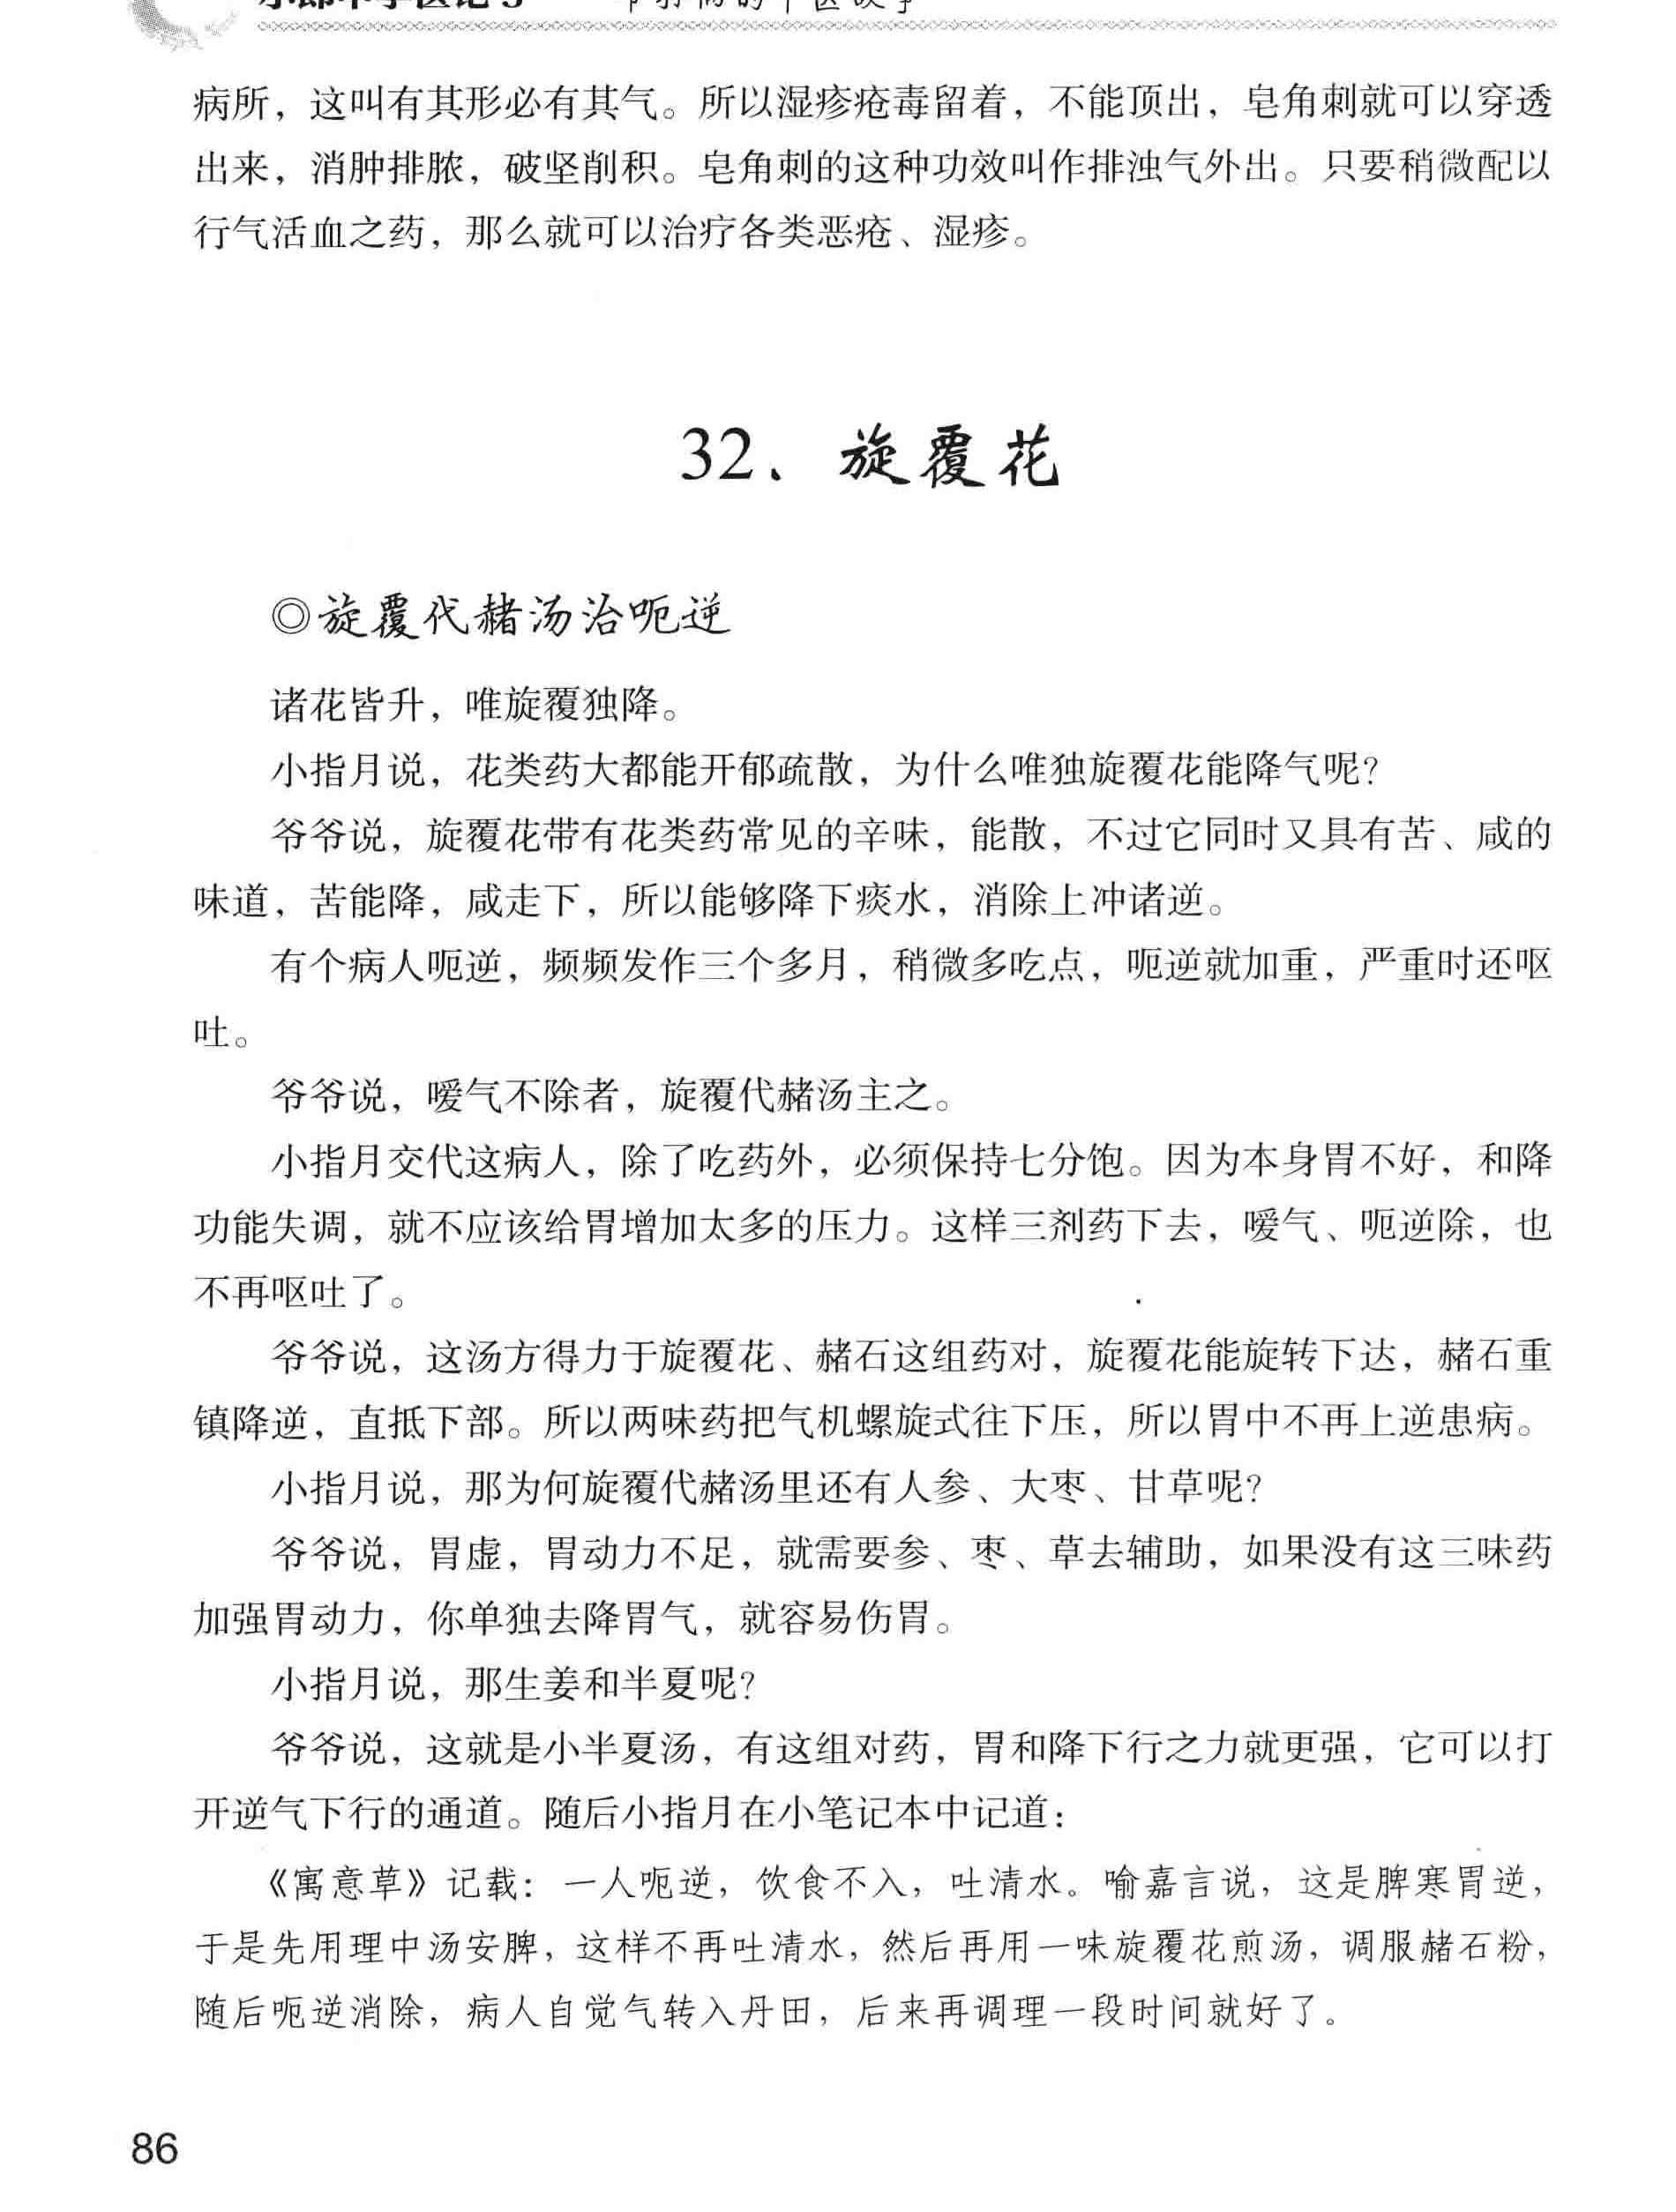 病所，这叫有其形必有其气。所以湿疹疮毒留着，不能顶出，皂角刺就可以穿透
出来，消肿排脓，破坚削积。皂角刺的这种功效叫作排浊气外出。只要稍微配以
行气活血之药，那么就可以治疗各类恶疮、湿疹。
32、旋覆花
◎旋覆代赭汤治呃逆
诸花皆升，唯旋覆独降。
小指月说，花类药大都能开郁疏散，为什么唯独旋覆花能降气呢？
爷爷说，旋覆花带有花类药常见的辛味，能散，不过它同时又具有苦、咸的
味道，苦能降，咸走下，所以能够降下痰水，消除上冲诸逆。
有个病人呃逆，频频发作三个多月，稍微多吃点，呃逆就加重，严重时还呕
吐。
爷爷说，嗳气不除者，旋覆代赭汤主之。
小指月交代这病人，除了吃药外，必须保持七分饱。因为本身胃不好，和降
功能失调，就不应该给胃增加太多的压力。这样三剂药下去，嗳气、呃逆除，也
不再呕吐了。
爷爷说，这汤方得力于旋覆花、赭石这组药对，旋覆花能旋转下达，赭石重
镇降逆，直抵下部。所以两味药把气机螺旋式往下压，所以胃中不再上逆患病。
小指月说，那为何旋覆代赭汤里还有人参、大枣、甘草呢？
爷爷说，胃虚，胃动力不足，就需要参、枣、草去辅助，如果没有这三味药
加强胃动力，你单独去降胃气，就容易伤胃。
小指月说，那生姜和半夏呢？
爷爷说，这就是小半夏汤，有这组对药，胃和降下行之力就更强，它可以打
开逆气下行的通道。随后小指月在小笔记本中记道：
《寓意草》记载：一人呃逆，饮食不入，吐清水。喻嘉言说，这是脾寒胃逆，
于是先用理中汤安脾，这样不再吐清水，然后再用一味旋覆花煎汤，调服赭石粉，
随后呃逆消除，病人自觉气转入丹田，后来再调理一段时间就好了。
86